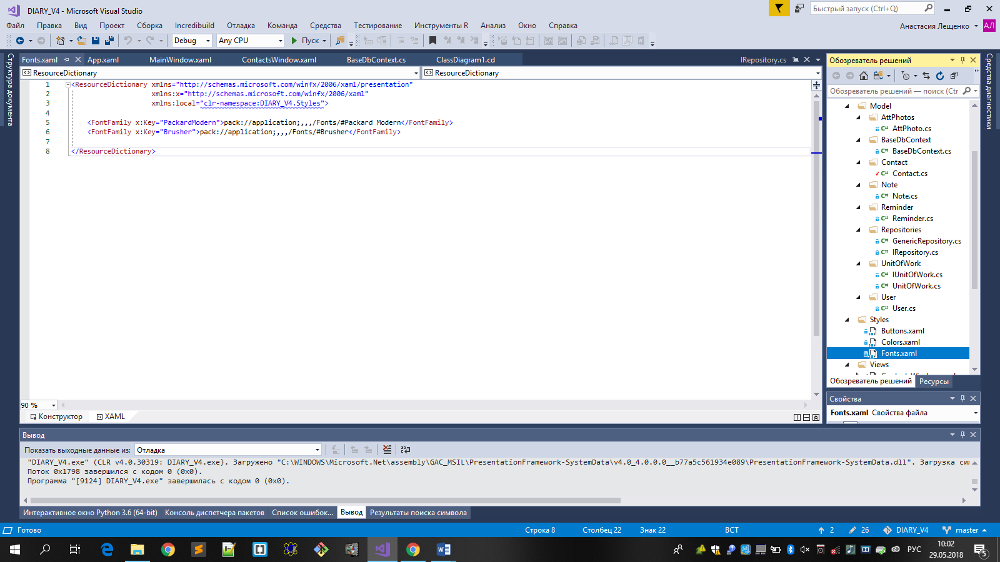 DIARY_V4 - Microsoft Visual Studio
Быстрый запуск (Ctrl+Q)
Файл Правка Вид Проект Сборка Incredibuild Отладка Команда Средства Тестирование Инструменты R Анализ Окно Справка
Анастасия Лещенко АЛ
Debug Any CPU Пуск
Структура документа
Fonts.xaml App.xaml MainWindow.xaml ContactsWindow.xaml BaseDbContext.cs ClassDiagram1.cd IRepository.cs
ResourceDictionary ResourceDictionary
1 <ResourceDictionary xmlns="http://schemas.microsoft.com/winfx/2006/xaml/presentation"
2 xmlns:x="http://schemas.microsoft.com/winfx/2006/xaml"
3 xmlns:local="clr-namespace:DIARY_V4.Styles">
4
5 <FontFamily x:Key="PackardModern">pack://application;,,,/Fonts/#Packard Modern</FontFamily>
6 <FontFamily x:Key="Brusher">pack://application;,,,/Fonts/#Brusher</FontFamily>
7
8 </ResourceDictionary>
90 %
Конструктор XAML
Обозреватель решений
Обозреватель решений — поиск (Ctr
Model
AttPhotos
C# AttPhoto.cs
BaseDbContext
C# BaseDbContext.cs
Contact
C# Contact.cs
Note
C# Note.cs
Reminder
C# Reminder.cs
Repositories
C# GenericRepository.cs
C# IRepository.cs
UnitOfWork
C# IUnitOfWork.cs
C# UnitOfWork.cs
User
C# User.cs
Styles
Buttons.xaml
Colors.xaml
Fonts.xaml
Views
Обозреватель решений Ресурсы
Свойства
Fonts.xaml Свойства файла
Средства диагностики
Вывод
Показать выходные данные из: Отладка
"DIARY_V4.exe" (CLR v4.0.30319: DIARY_V4.exe). Загружено "C:\WINDOWS\Microsoft.Net\assembly\GAC_MSIL\PresentationFramework-SystemData\v4.0_4.0.0.0__b77a5c561934e089\PresentationFramework-SystemData.dll". Загрузка
Поток 0x1798 завершился с кодом 0 (0x0).
Программа "[9124] DIARY_V4.exe" завершилась с кодом 0 (0x0).
Интерактивное окно Python 3.6 (64-bit) Консоль диспетчера пакетов Список ошибок... Вывод Результаты поиска символа
Готово Строка 8 Столбец 22 Знак 22 ВСТ 2 26 DIARY_V4 master
РУС
10:02
29.05.2018
5